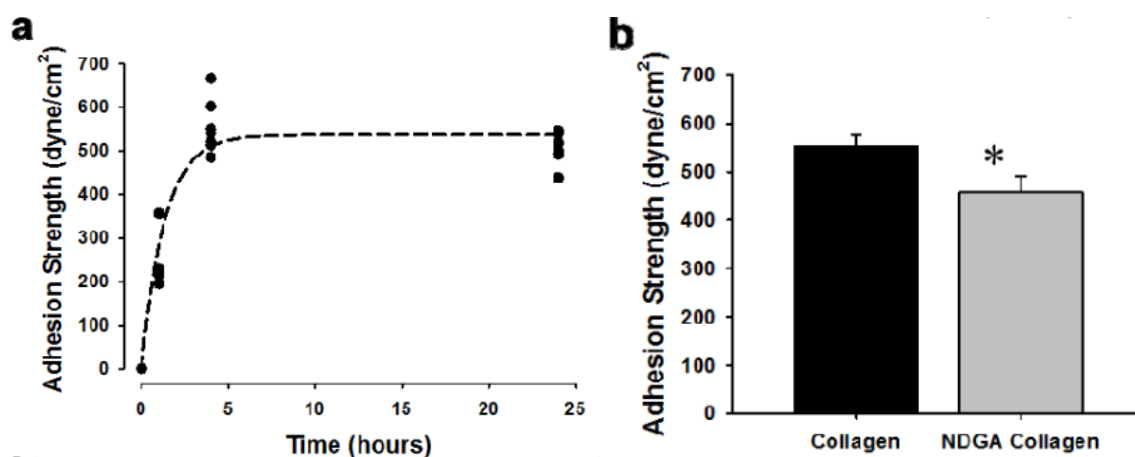 a
Adhesion Strength (dyne/cm²)
700
600
500
400
300
200
100
0
0 5 10 15 20 25
Time (hours)
b
Adhesion Strength (dyne/cm²)
700
600
500
400
300
200
100
0
*
Collagen NDGA Collagen